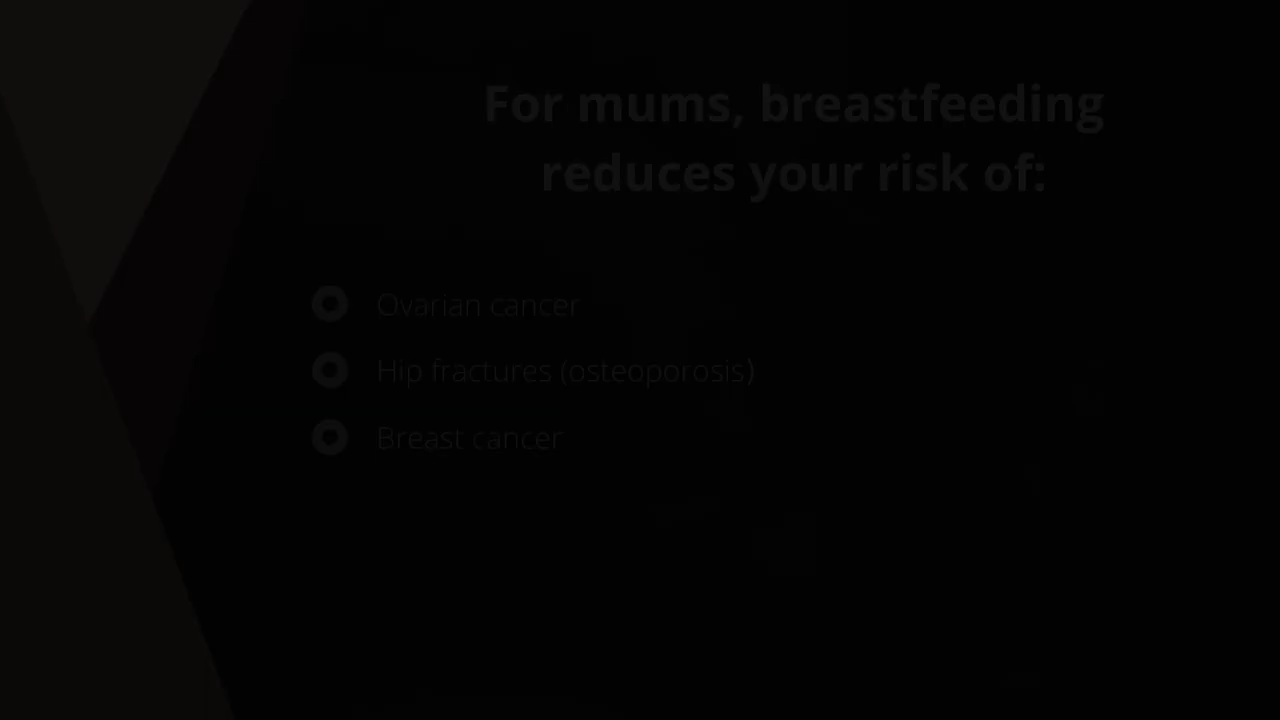 For mums, breastfeeding
reduces your risk of:
Ovarian cancer
Hip fractures (osteoporosis)
Breast cancer